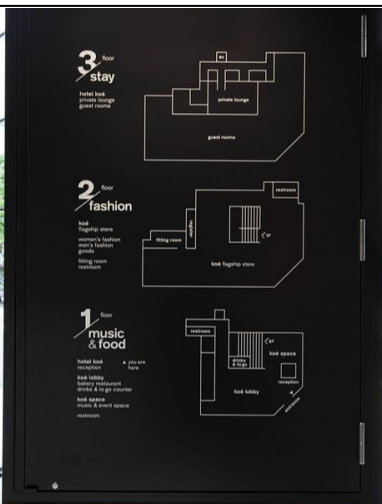 3 floor
/stay
hotel koé
private lounge
guest rooms
ev
private lounge
guest rooms
2 floor
/fashion
koé
flagship store
women's fashion
men's fashion
goods
fitting room
restroom
restroom
register
fitting room
2F
koé flagship store
1 floor
music
& food
hotel koé
reception
▲ you are
here
koé lobby
bakery restaurant
drinks & to go counter
koé space
music & event space
restroom
restroom
2F
koé space
drinks
& to go
reception
koé lobby
entrance